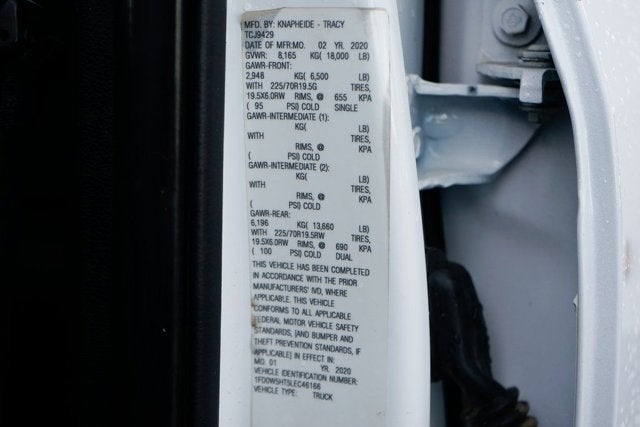 MFD. BY: KNAPHEIDE - TRACY
TCJ9429
DATE OF MFR:MO. 02 YR. 2020
GVWR: 8,165 KG( 18,000 LB)
GAWR-FRONT:
2,948 KG( 6,500 LB)
WITH 225/70R19.5G TIRES,
19.5X6.0RW RIMS, @ 655 KPA
( 95 PSI) COLD SINGLE
GAWR-INTERMEDIATE (1):
KG( LB)
WITH TIRES,
RIMS, @ KPA
( PSI) COLD
GAWR-INTERMEDIATE (2):
KG( LB)
WITH TIRES,
RIMS, @ KPA
( PSI) COLD
GAWR-REAR:
6,196 KG( 13,660 LB)
WITH 225/70R19.5RW TIRES,
19.5X6.0RW RIMS, @ 690 KPA
( 100 PSI) COLD DUAL
THIS VEHICLE HAS BEEN COMPLETED
IN ACCORDANCE WITH THE PRIOR
MANUFACTURERS' IVD, WHERE
APPLICABLE. THIS VEHICLE
CONFORMS TO ALL APPLICABLE
FEDERAL MOTOR VEHICLE SAFETY
STANDARDS, [AND BUMPER AND
THEFT PREVENTION STANDARDS, IF
APPLICABLE] IN EFFECT IN:
MO. 01 YR. 2020
VEHICLE IDENTIFICATION NUMBER:
1FD0W5HT5LEC46166
VEHICLE TYPE: TRUCK